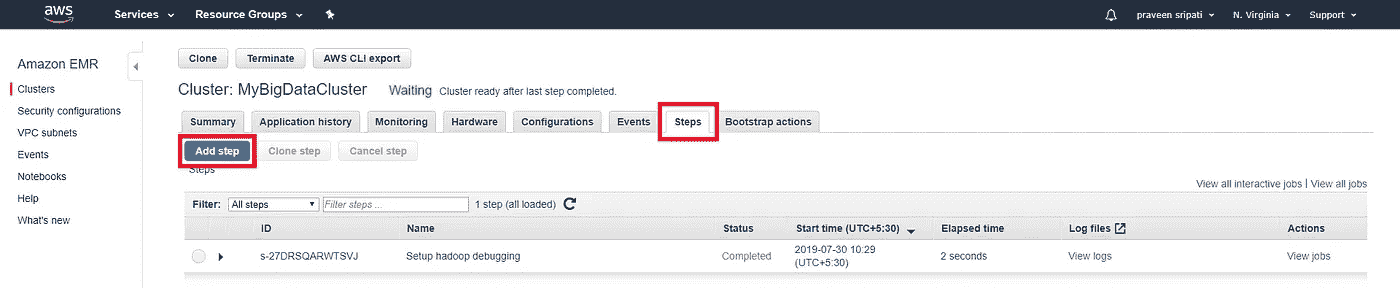 aws Services Resource Groups praveen sripati N. Virginia Support
Amazon EMR
Clusters
Security configurations
VPC subnets
Events
Notebooks
Help
What's new
Clone Terminate AWS CLI export
Cluster: MyBigDataCluster Waiting Cluster ready after last step completed.
Summary Application history Monitoring Hardware Configurations Events Steps Bootstrap actions
Add step Clone step Cancel step
Steps
View all interactive jobs | View all jobs
Filter: All steps Filter steps ... 1 step (all loaded)
ID Name Status Start time (UTC+5:30) Elapsed time Log files Actions
s-27DRSQARWTSVJ Setup hadoop debugging Completed 2019-07-30 10:29 2 seconds View logs View jobs
(UTC+5:30)